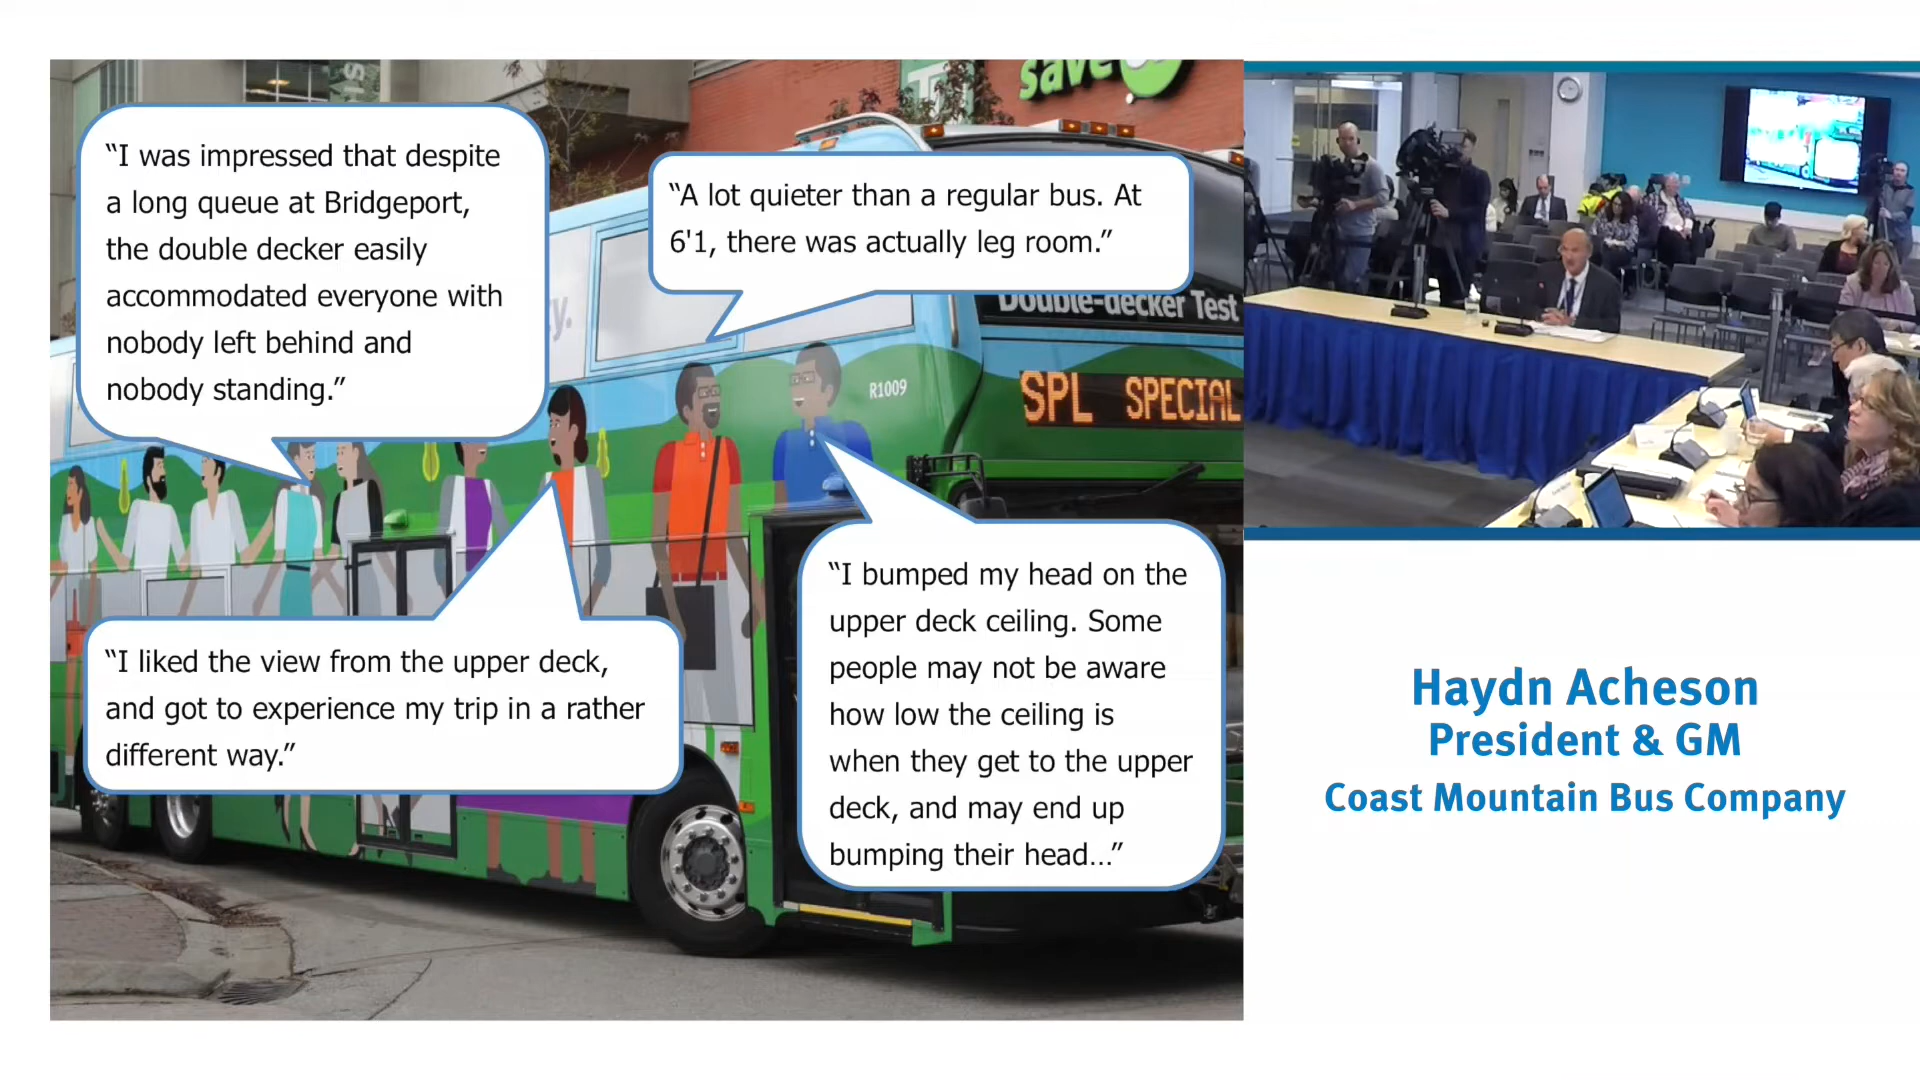 save
“I was impressed that despite
a long queue at Bridgeport,
the double decker easily
accommodated everyone with
nobody left behind and
nobody standing.”
“A lot quieter than a regular bus. At
6'1, there was actually leg room.”
Double-decker Test
R1009
SPL SPECIAL
“I liked the view from the upper deck,
and got to experience my trip in a rather
different way.”
“I bumped my head on the
upper deck ceiling. Some
people may not be aware
how low the ceiling is
when they get to the upper
deck, and may end up
bumping their head…”
Haydn Acheson
President & GM
Coast Mountain Bus Company